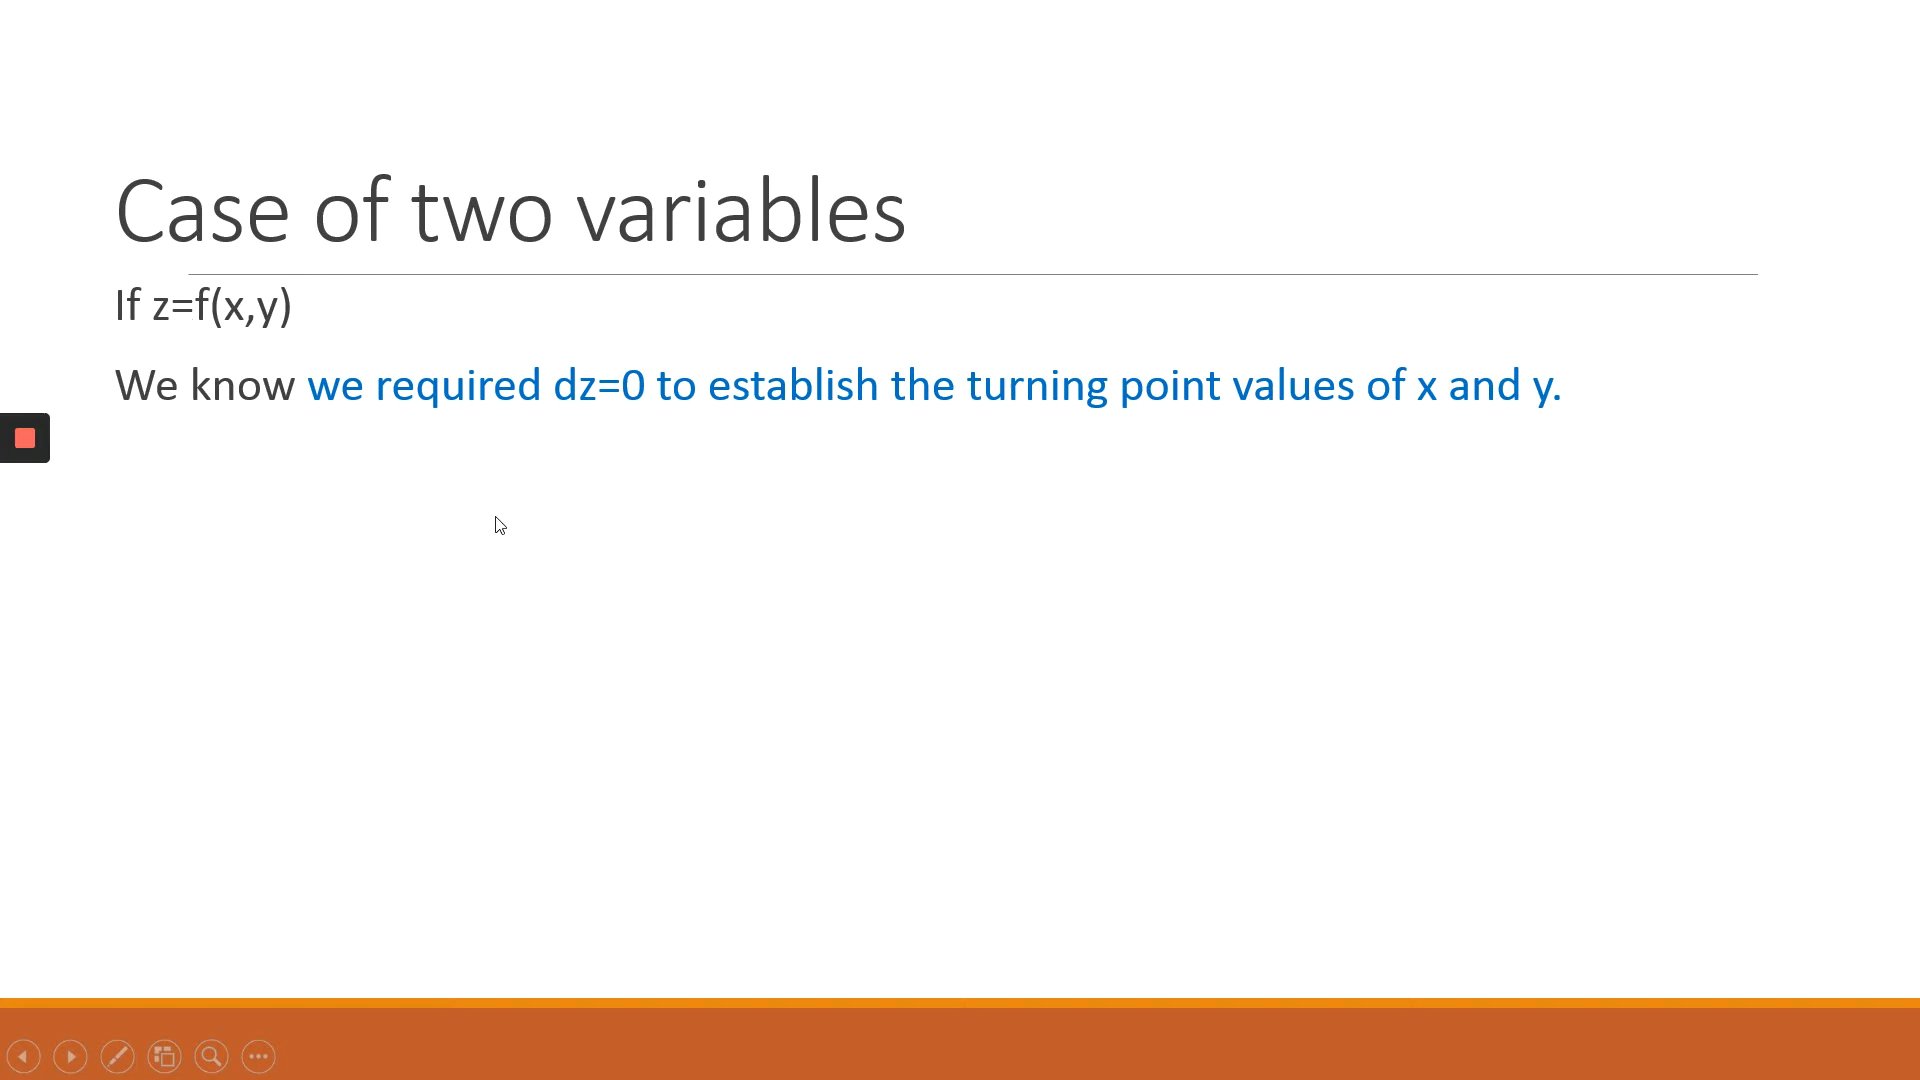 Case of two variables
If z=f(x,y)
We know we required dz=0 to establish the turning point values of x and y.